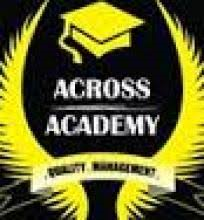 ACROSS
ACADEMY
QUALITY . MANAGEMENT